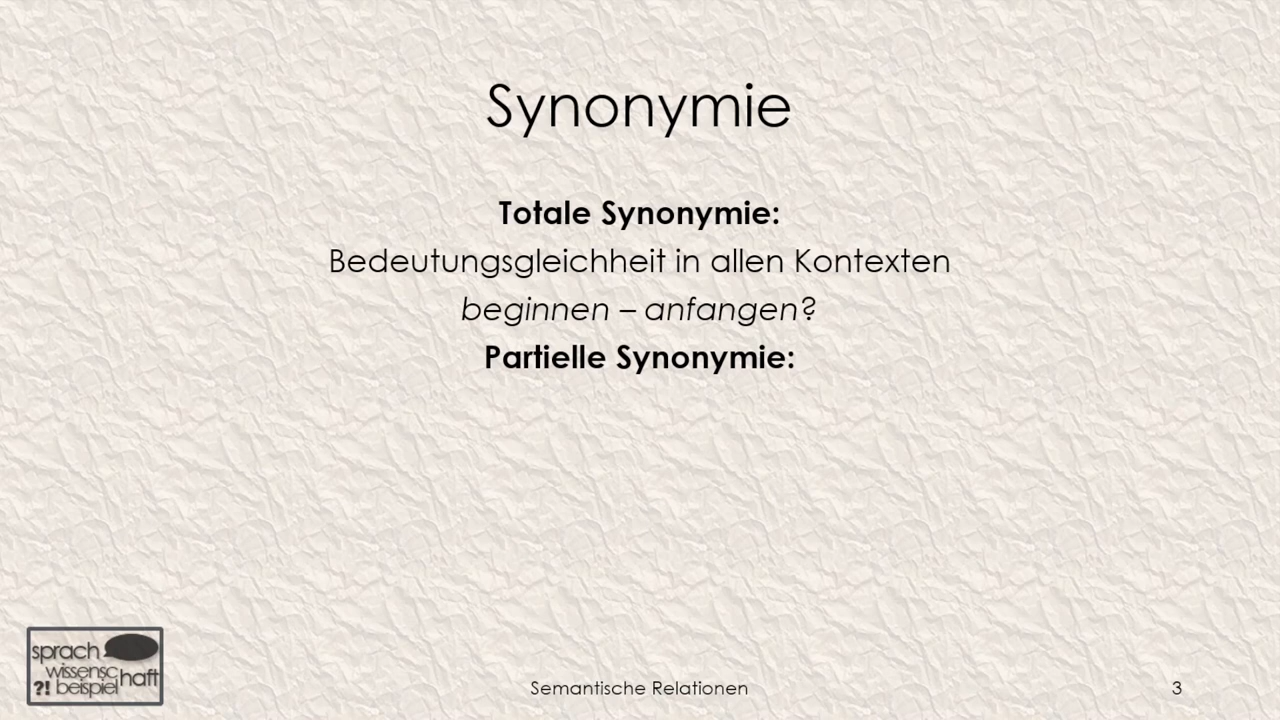 Synonymie
Totale Synonymie:
Bedeutungsgleichheit in allen Kontexten
beginnen – anfangen?
Partielle Synonymie:
sprach
wissensc
haft
?! beispiel
Semantische Relationen
3